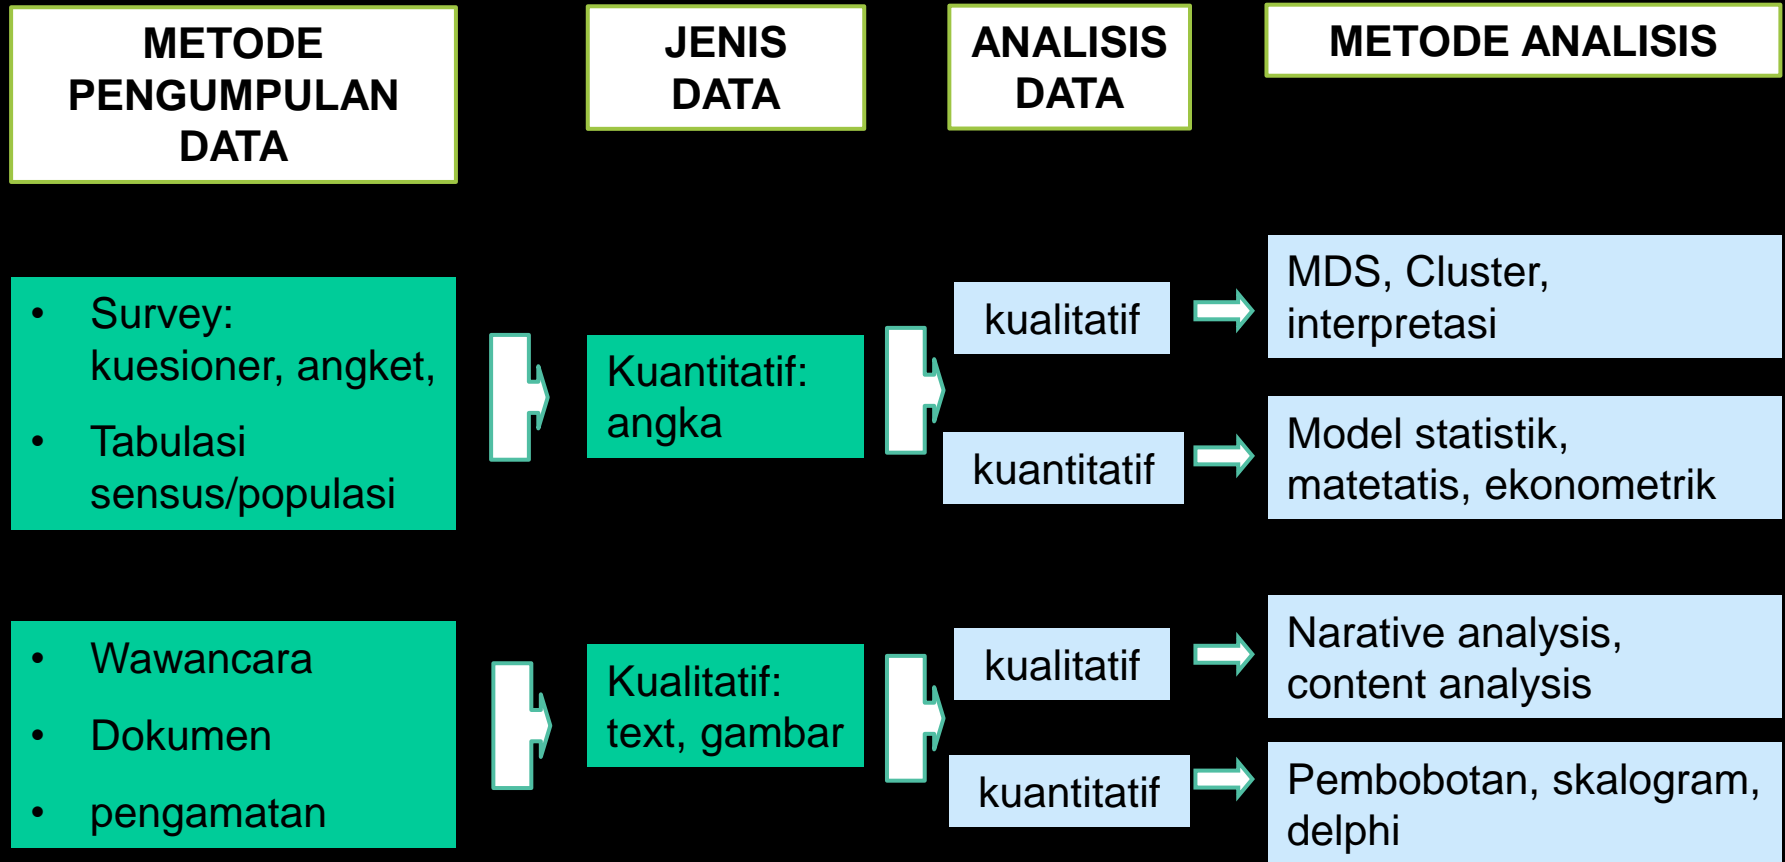 METODE
PENGUMPULAN
DATA
JENIS
DATA
ANALISIS
DATA
METODE ANALISIS
• Survey:
kuesioner, angket,
• Tabulasi
sensus/populasi
Kuantitatif:
angka
kualitatif
MDS, Cluster,
interpretasi
kuantitatif
Model statistik,
matetatis, ekonometrik
• Wawancara
• Dokumen
• pengamatan
Kualitatif:
text, gambar
kualitatif
Narative analysis,
content analysis
kuantitatif
Pembobotan, skalogram,
delphi